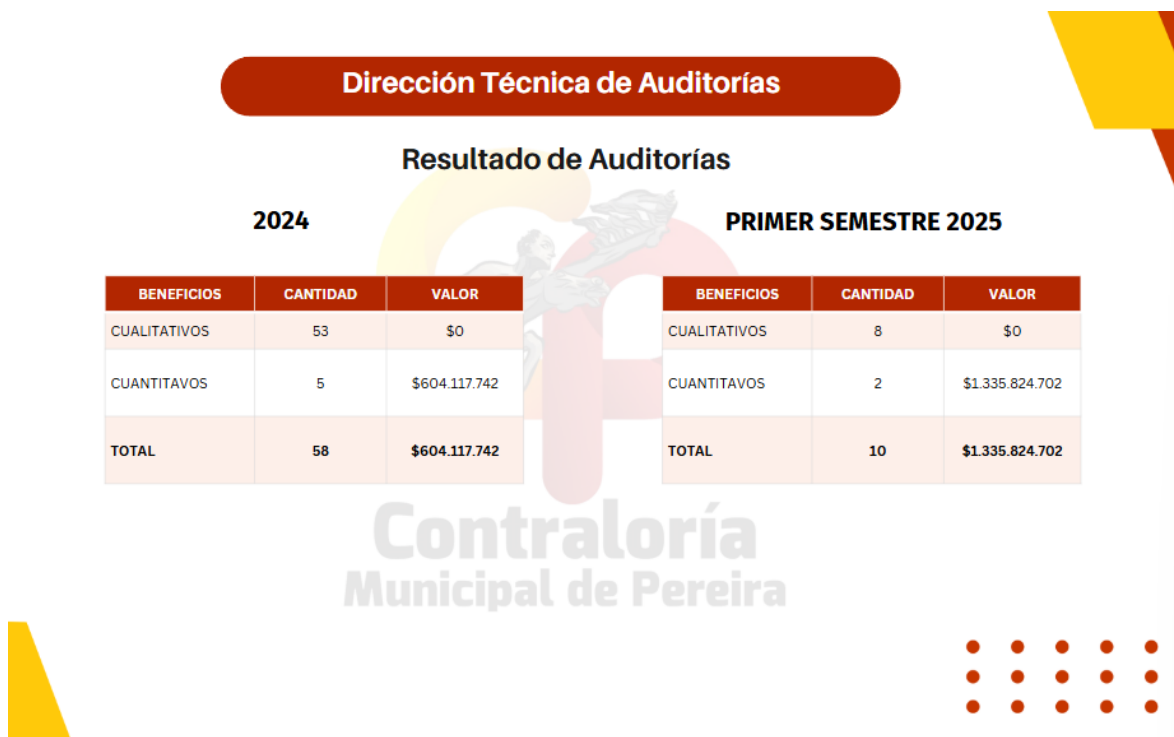 Dirección Técnica de Auditorías
Resultado de Auditorías
2024
BENEFICIOS CANTIDAD VALOR
CUALITATIVOS 53 $0
CUANTITAVOS 5 $604.117.742
TOTAL 58 $604.117.742
PRIMER SEMESTRE 2025
BENEFICIOS CANTIDAD VALOR
CUALITATIVOS 8 $0
CUANTITAVOS 2 $1.335.824.702
TOTAL 10 $1.335.824.702
Contraloría
Municipal de Pereira